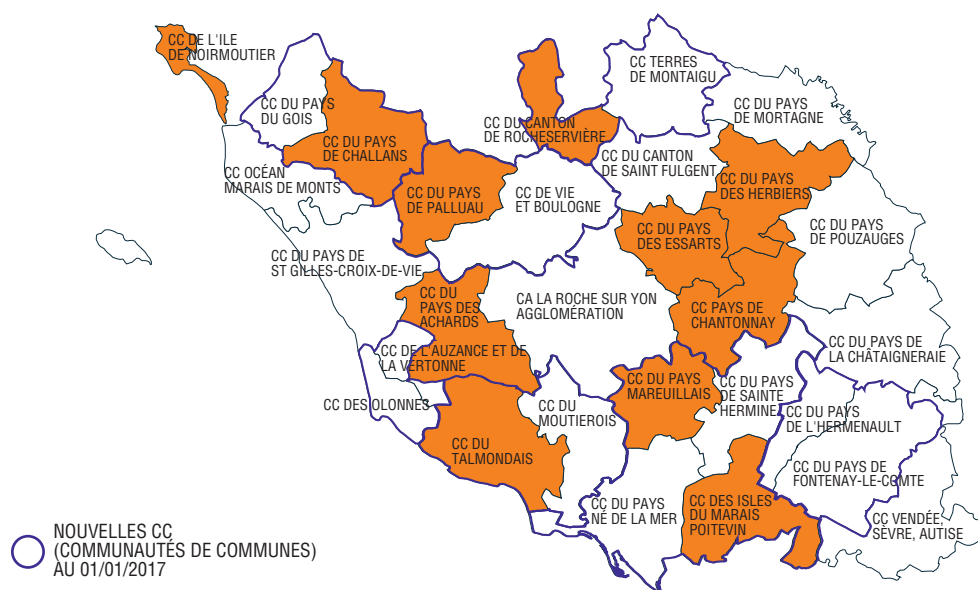 CC DE L'ILE
DE NOIRMOUTIER
CC TERRES
DE MONTAIGU
CC DU PAYS
DU GOIS
CC DU PAYS
DE MORTAGNE
CC DU CANTON
DE ROCHESERVIÈRE
CC DU PAYS
DE CHALLANS
CC DU CANTON
DE SAINT FULGENT
CC OCÉAN
MARAIS DE MONTS
CC DU PAYS
DES HERBIERS
CC DU PAYS
DE PALLUAU
CC DE VIE
ET BOULOGNE
CC DU PAYS
DES ESSARTS
CC DU PAYS
DE POUZAUGES
CC DU PAYS DE
ST GILLES-CROIX-DE-VIE
CC DU
PAYS DES
ACHARDS
CA LA ROCHE SUR YON
AGGLOMÉRATION
CC PAYS DE
CHANTONNAY
CC DE L'AUZANCE ET DE
LA VERTONNE
CC DU PAYS DE
LA CHÂTAIGNERAIE
CC DU PAYS
MAREUILLAIS
CC DU PAYS
DE SAINTE
HERMINE
CC DES OLONNES
CC DU
MOUTIEROIS
CC DU PAYS
DE L'HERMENAULT
CC DU
TALMONDAIS
CC DU PAYS DE
FONTENAY-LE-COMTE
CC DU PAYS
NÉ DE LA MER
CC DES ISLES
DU MARAIS
POITEVIN
CC VENDÉE,
SÈVRE, AUTISE
NOUVELLES CC
(COMMUNAUTÉS DE COMMUNES)
AU 01/01/2017